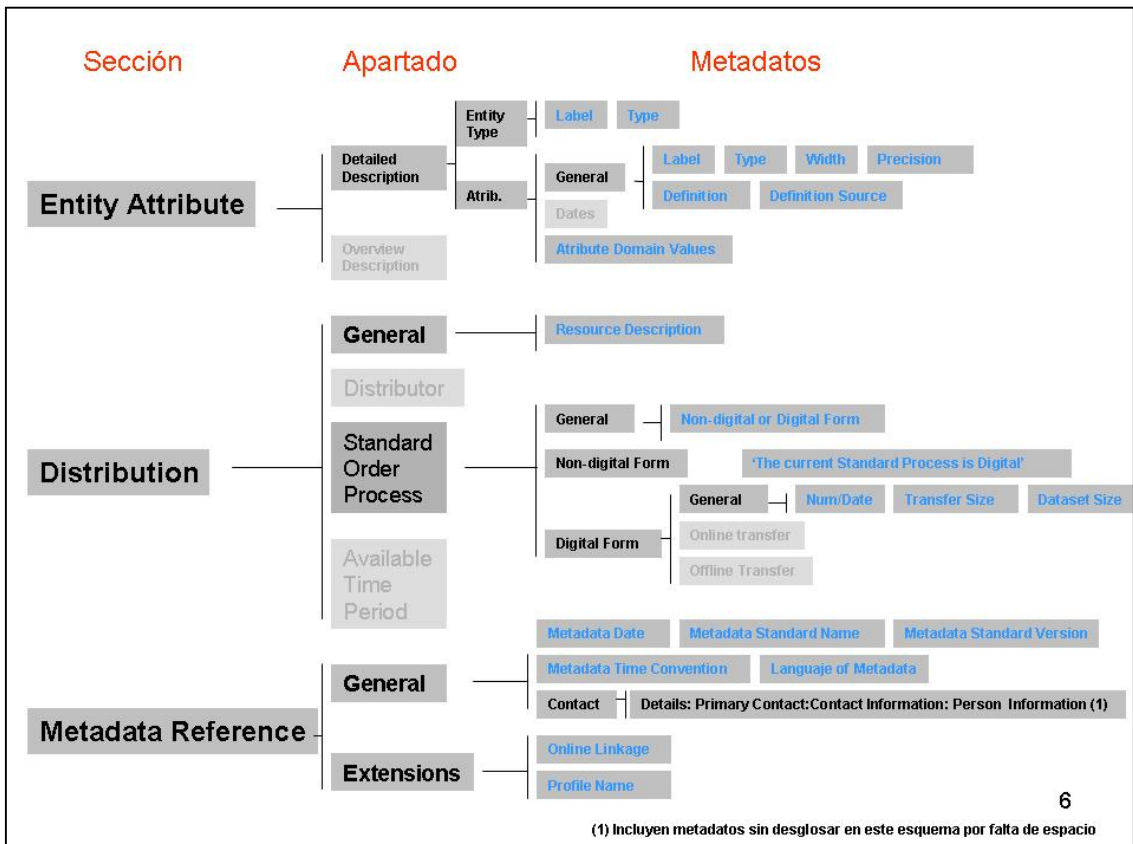 Sección Apartado Metadatos
Entity Attribute
Detailed
Description
Entity
Type
Label Type
Atrib.
General
Label Type Width Precision
Definition Definition Source
Dates
Atribute Domain Values
Overview
Description
Distribution
General
Resource Description
Distributor
Standard
Order
Process
General
Non-digital or Digital Form
Non-digital Form
'The current Standard Process is Digital'
Digital Form
General
Num/Date Transfer Size Dataset Size
Online transfer
Offline Transfer
Available
Time
Period
Metadata Reference
General
Metadata Date Metadata Standard Name Metadata Standard Version
Metadata Time Convention Languaje of Metadata
Contact
Details: Primary Contact:Contact Information: Person Information (1)
Extensions
Online Linkage
Profile Name
6
(1) Incluyen metadatos sin desglosar en este esquema por falta de espacio